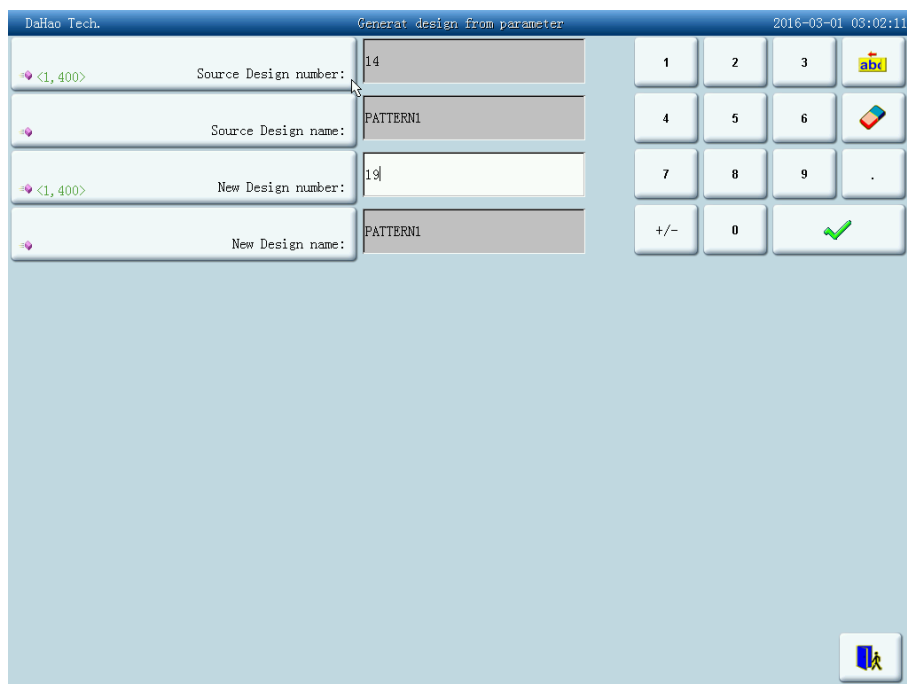 DaHao Tech. Generat design from parameter 2016-03-01 03:02:11
<1,400> Source Design number: 14
Source Design name: PATTERN1
<1,400> New Design number: 19
New Design name: PATTERN1
1 2 3 abc
4 5 6
7 8 9 .
+/- 0